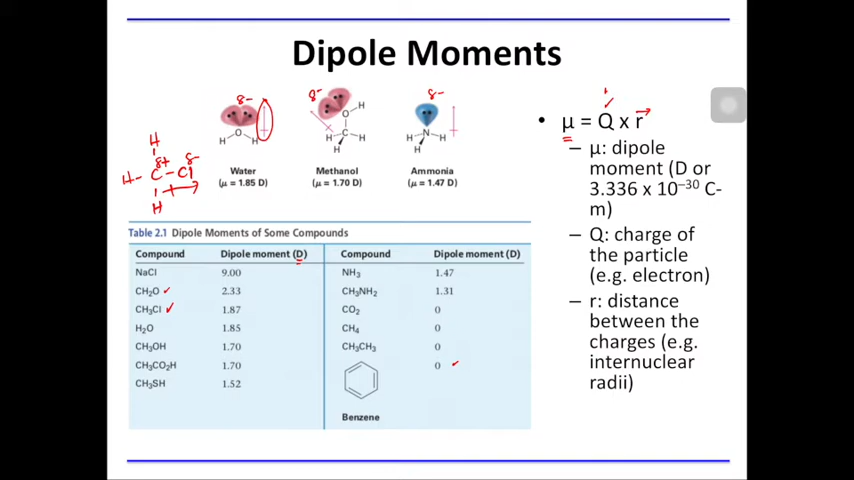 Dipole Moments
δ− δ− δ−
H O H
Water
(μ = 1.85 D)
O H
H C H
H
Methanol
(μ = 1.70 D)
H N H
H
Ammonia
(μ = 1.47 D)
H
δ+ δ−
H - C - Cl
H
Table 2.1 Dipole Moments of Some Compounds
Compound Dipole moment (D) Compound Dipole moment (D)
NaCl 9.00 NH₃ 1.47
CH₂O 2.33 CH₃NH₂ 1.31
CH₃Cl 1.87 CO₂ 0
H₂O 1.85 CH₄ 0
CH₃OH 1.70 CH₃CH₃ 0
CH₃CO₂H 1.70 0
CH₃SH 1.52
Benzene
• μ = Q x r
– μ: dipole
moment (D or
3.336 x 10⁻³⁰ C-
m)
– Q: charge of
the particle
(e.g. electron)
– r: distance
between the
charges (e.g.
internuclear
radii)